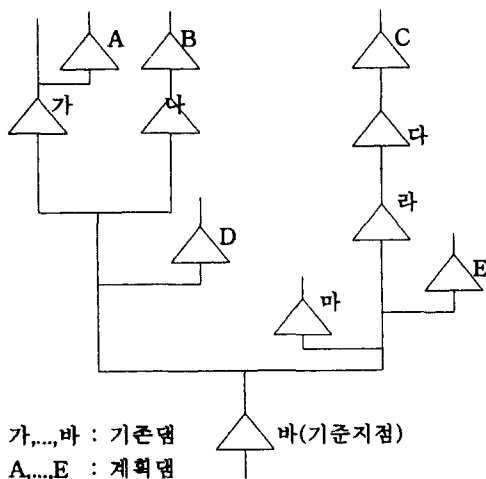 A
B
C
가
나
다
라
D
E
마
바(기준지점)
가,...,바 : 기존댐
A,...,E : 계획댐